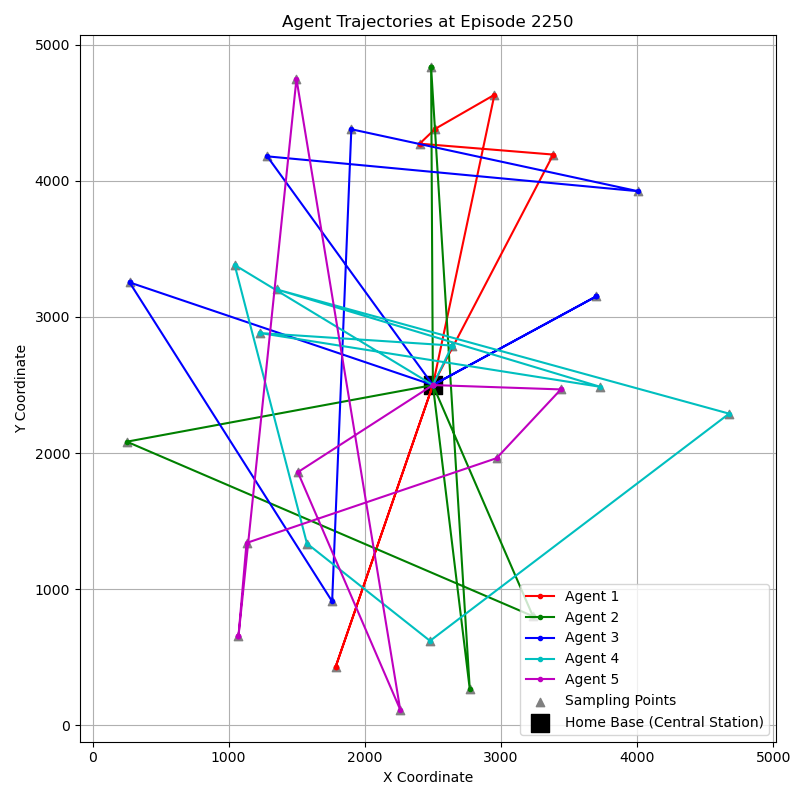 Agent Trajectories at Episode 2250
5000
4000
3000
2000
1000
0
Y Coordinate
0 1000 2000 3000 4000 5000
X Coordinate
Agent 1
Agent 2
Agent 3
Agent 4
Agent 5
Sampling Points
Home Base (Central Station)